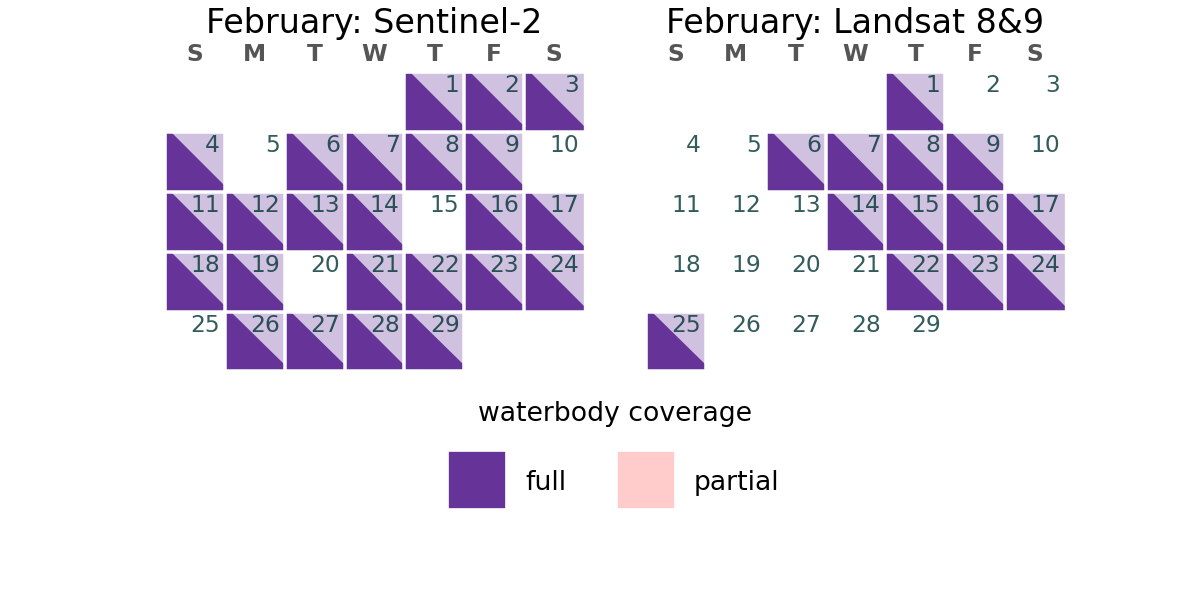 February: Sentinel-2
S M T W T F S
1 2 3
4 5 6 7 8 9 10
11 12 13 14 15 16 17
18 19 20 21 22 23 24
25 26 27 28 29
February: Landsat 8&9
S M T W T F S
1 2 3
4 5 6 7 8 9 10
11 12 13 14 15 16 17
18 19 20 21 22 23 24
25 26 27 28 29
waterbody coverage
full partial